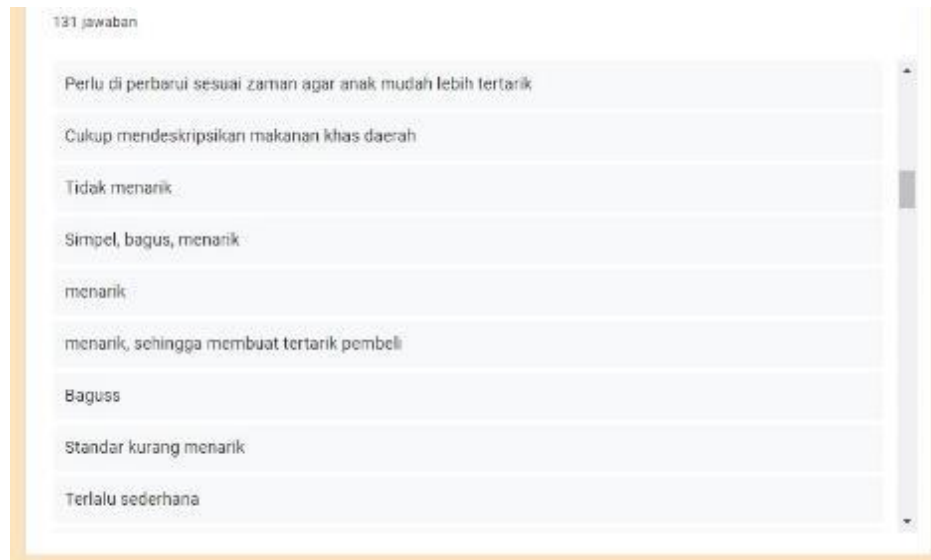 131 jawaban
Perlu di perbarui sesuai zaman agar anak mudah lebih tertarik
Cukup mendeskripsikan makanan khas daerah
Tidak menarik
Simpel, bagus, menarik
menarik
menarik, sehingga membuat tertarik pembeli
Baguss
Standar kurang menarik
Terlalu sederhana